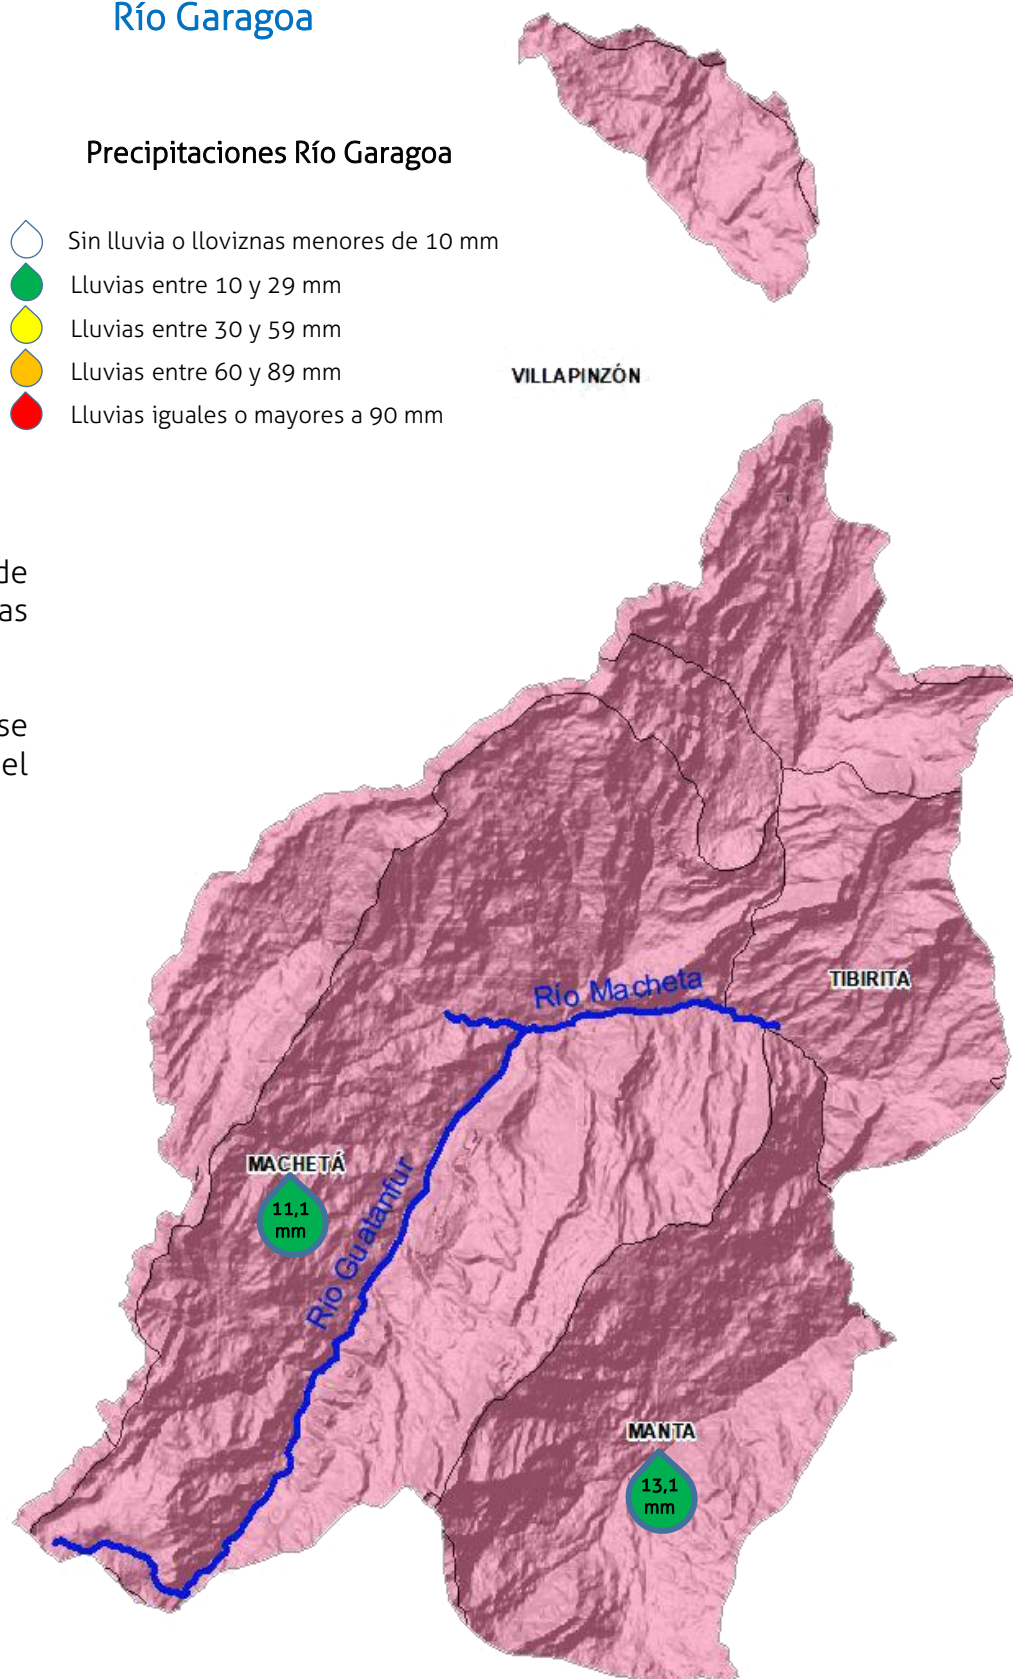 Río Garagoa
Precipitaciones Río Garagoa
Sin lluvia o lloviznas menores de 10 mm
Lluvias entre 10 y 29 mm
Lluvias entre 30 y 59 mm
Lluvias entre 60 y 89 mm
Lluvias iguales o mayores a 90 mm
de
as
se
el
VILLAPINZÓN
Río Macheta
TIBIRITA
MACHETÁ
11,1
mm
Río Guatanfur
MANTA
13,1
mm